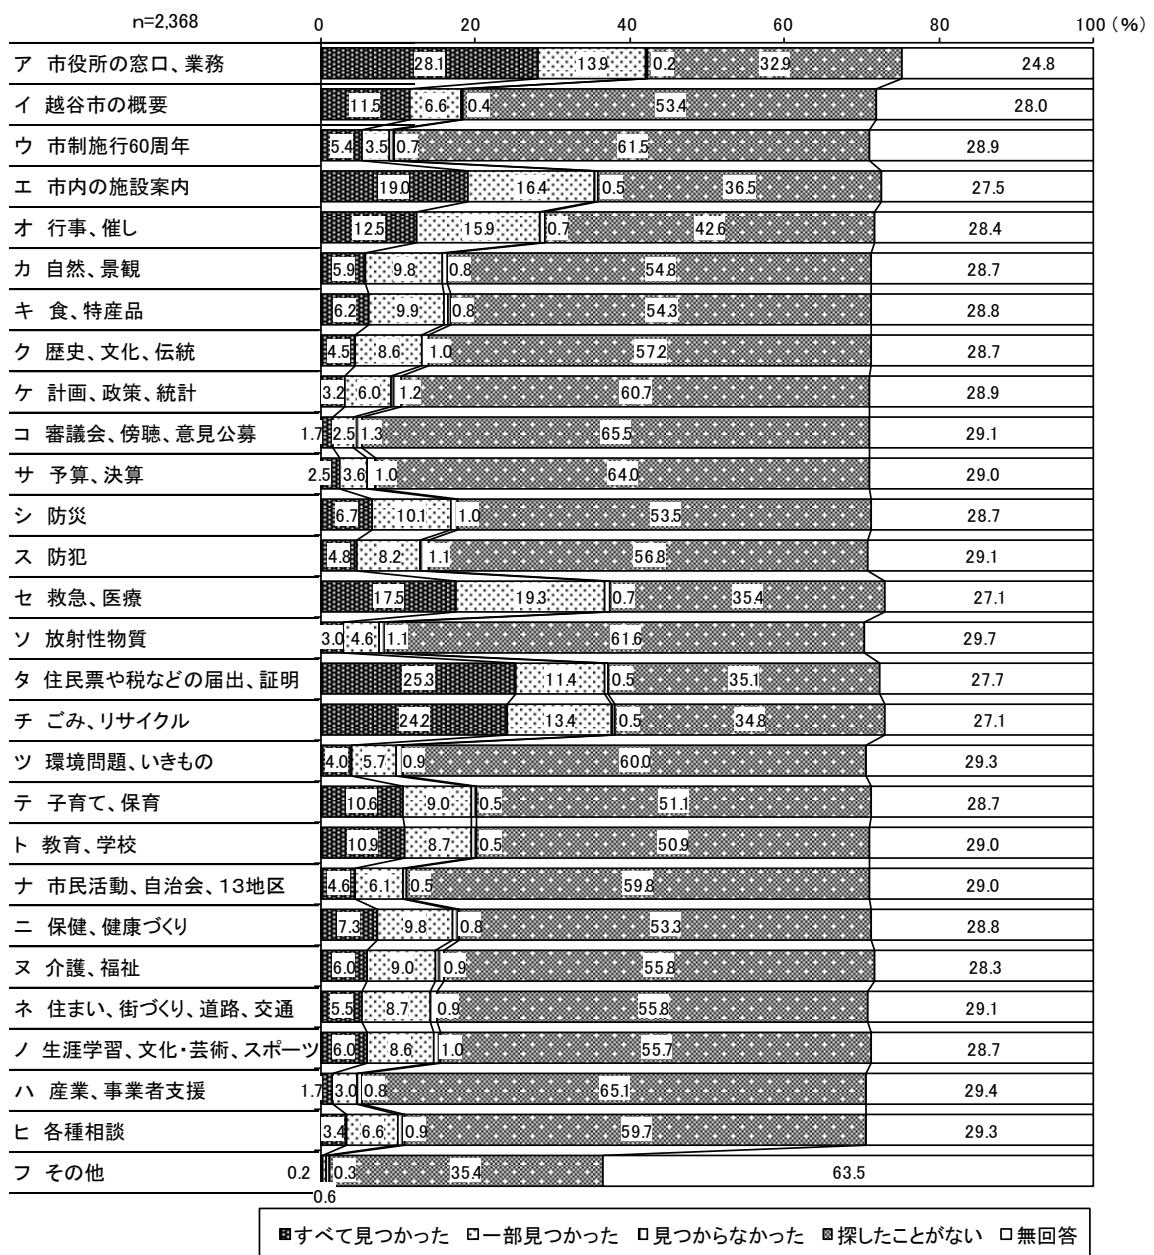 n=2,368
0 20 40 60 80 100 (%)
ア 市役所の窓口、業務 28.1 13.9 0.2 32.9 24.8
イ 越谷市の概要 11.5 6.6 0.4 53.4 28.0
ウ 市制施行60周年 5.4 3.5 0.7 61.5 28.9
エ 市内の施設案内 19.0 16.4 0.5 36.5 27.5
オ 行事、催し 12.5 15.9 0.7 42.6 28.4
カ 自然、景観 5.9 9.8 0.8 54.8 28.7
キ 食、特産品 6.2 9.9 0.8 54.3 28.8
ク 歴史、文化、伝統 4.5 8.6 1.0 57.2 28.7
ケ 計画、政策、統計 3.2 6.0 1.2 60.7 28.9
コ 審議会、傍聴、意見公募 1.7 2.5 1.3 65.5 29.1
サ 予算、決算 2.5 3.6 1.0 64.0 29.0
シ 防災 6.7 10.1 1.0 53.5 28.7
ス 防犯 4.8 8.2 1.1 56.8 29.1
セ 救急、医療 17.5 19.3 0.7 35.4 27.1
ソ 放射性物質 3.0 4.6 1.1 61.6 29.7
タ 住民票や税などの届出、証明 25.3 11.4 0.5 35.1 27.7
チ ごみ、リサイクル 24.2 13.4 0.5 34.8 27.1
ツ 環境問題、いきもの 4.0 5.7 0.9 60.0 29.3
テ 子育て、保育 10.6 9.0 0.5 51.1 28.7
ト 教育、学校 10.9 8.7 0.5 50.9 29.0
ナ 市民活動、自治会、13地区 4.6 6.1 0.5 59.8 29.0
ニ 保健、健康づくり 7.3 9.8 0.8 53.3 28.8
ヌ 介護、福祉 6.0 9.0 0.9 55.8 28.3
ネ 住まい、街づくり、道路、交通 5.5 8.7 0.9 55.8 29.1
ノ 生涯学習、文化・芸術、スポーツ 6.0 8.6 1.0 55.7 28.7
ハ 産業、事業者支援 1.7 3.0 0.8 65.1 29.4
ヒ 各種相談 3.4 6.6 0.9 59.7 29.3
フ その他 0.2 0.3 35.4 63.5
0.6
すべて見つかった 一部見つかった 見つからなかった 探したことがない 無回答